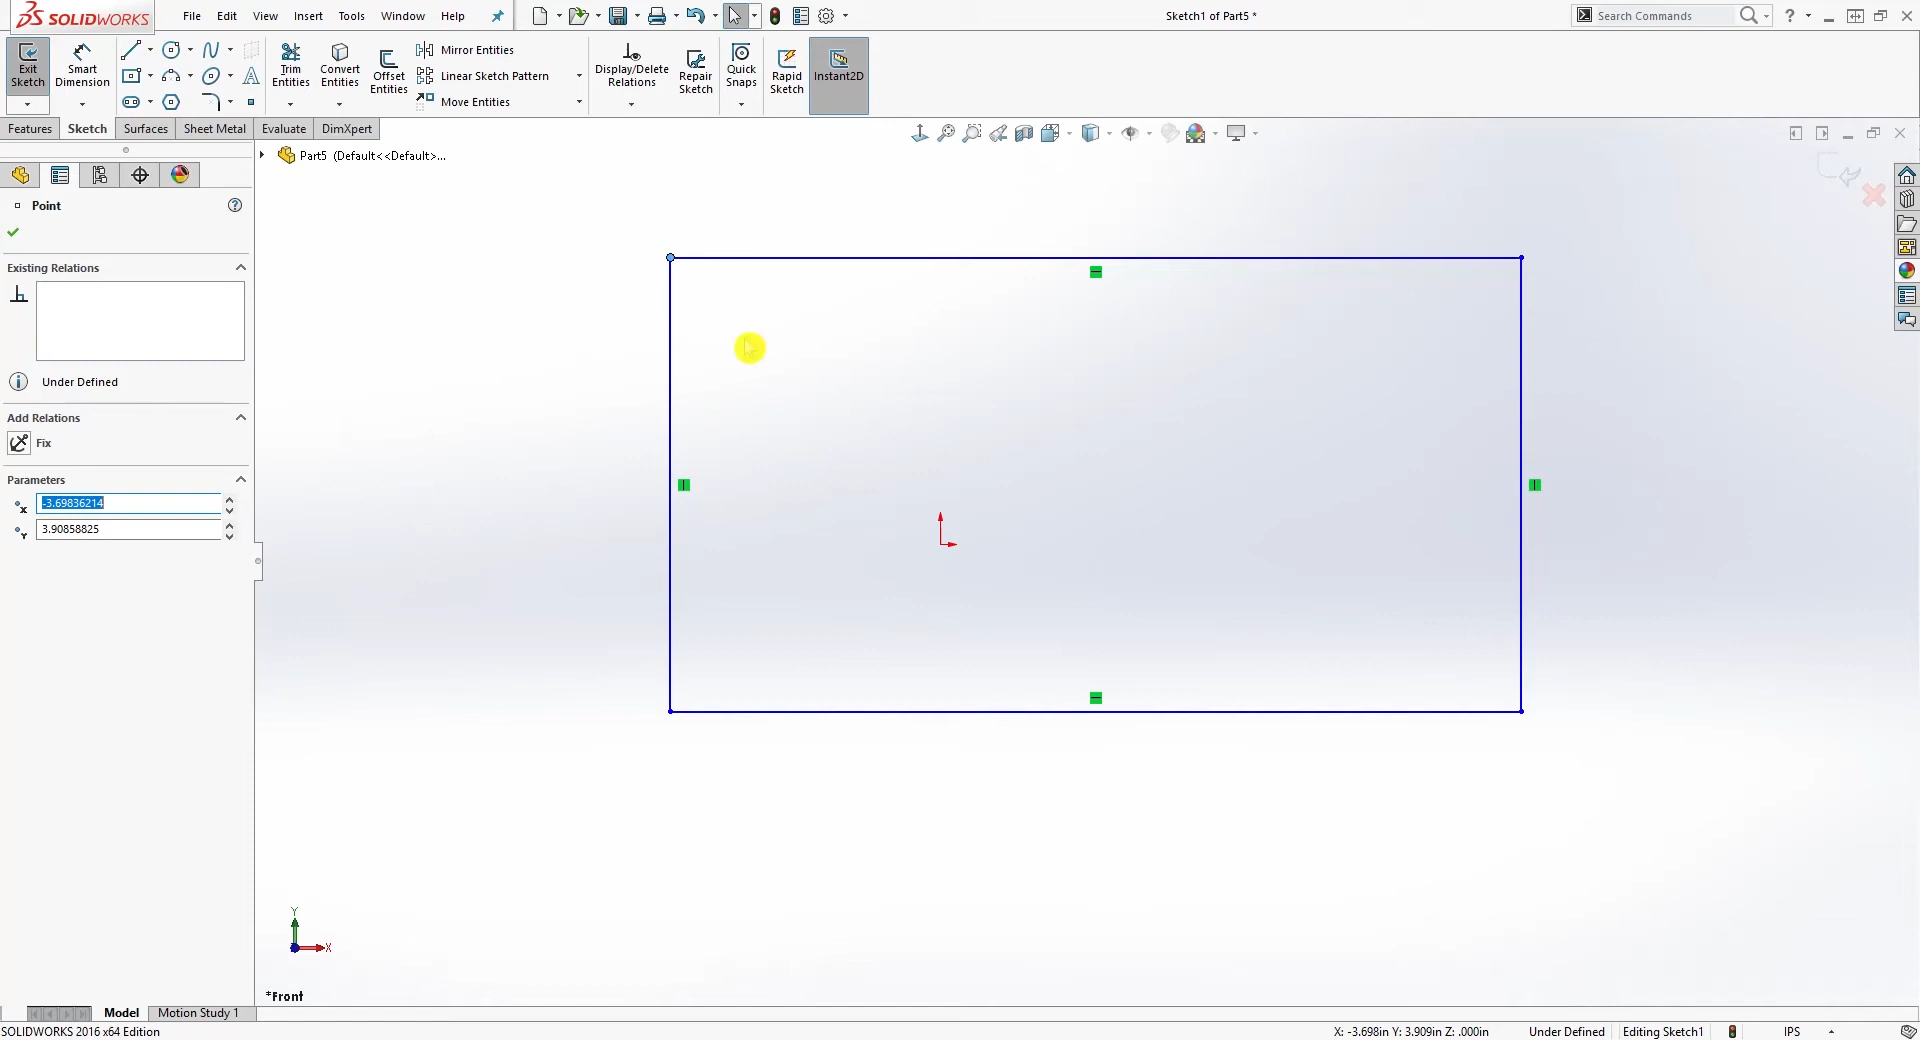 SOLIDWORKS
File Edit View Insert Tools Window Help
Sketch1 of Part5 *
Search Commands
Exit Sketch
Smart Dimension
Trim Entities
Convert Entities
Offset Entities
Mirror Entities
Linear Sketch Pattern
Move Entities
Display/Delete Relations
Repair Sketch
Quick Snaps
Rapid Sketch
Instant2D
Features Sketch Surfaces Sheet Metal Evaluate DimXpert
Part5 (Default<<Default>...
Point
Existing Relations
Under Defined
Add Relations
Fix
Parameters
-3.69836214
3.90858825
Y
X
*Front
Model Motion Study 1
SOLIDWORKS 2016 x64 Edition
X: -3.698in Y: 3.909in Z: .000in Under Defined Editing Sketch1 IPS